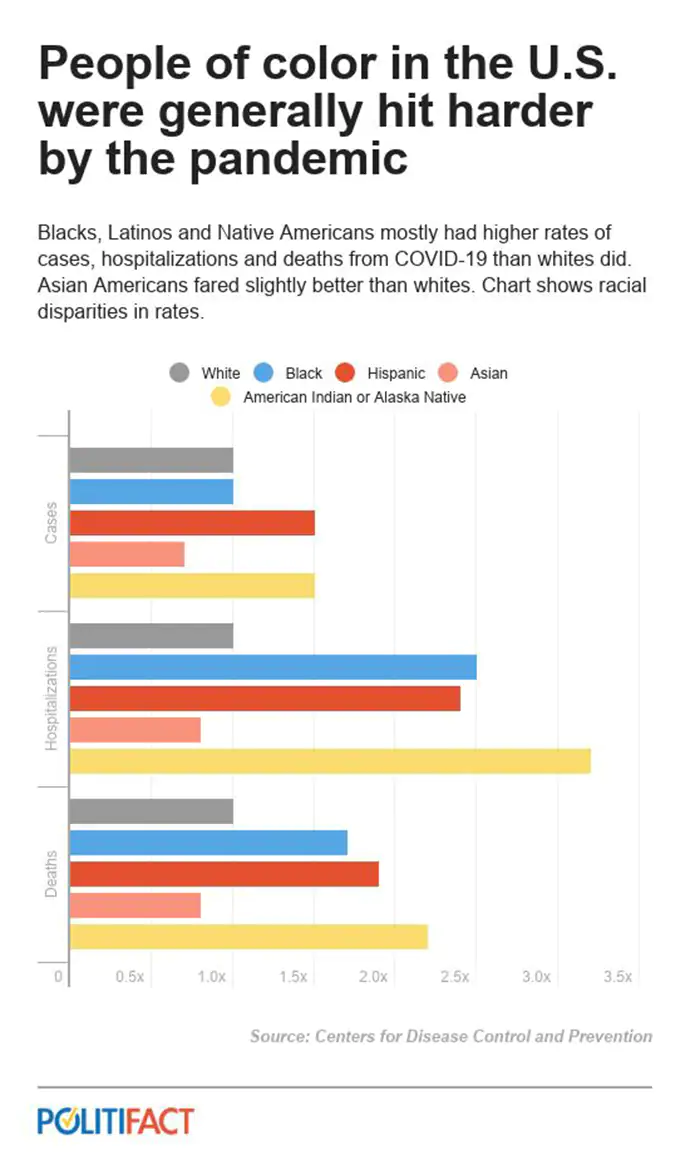 People of color in the U.S.
were generally hit harder
by the pandemic
Blacks, Latinos and Native Americans mostly had higher rates of
cases, hospitalizations and deaths from COVID-19 than whites did.
Asian Americans fared slightly better than whites. Chart shows racial
disparities in rates.
White Black Hispanic Asian
American Indian or Alaska Native
Cases
Hospitalizations
Deaths
0 0.5x 1.0x 1.5x 2.0x 2.5x 3.0x 3.5x
Source: Centers for Disease Control and Prevention
POLITIFACT